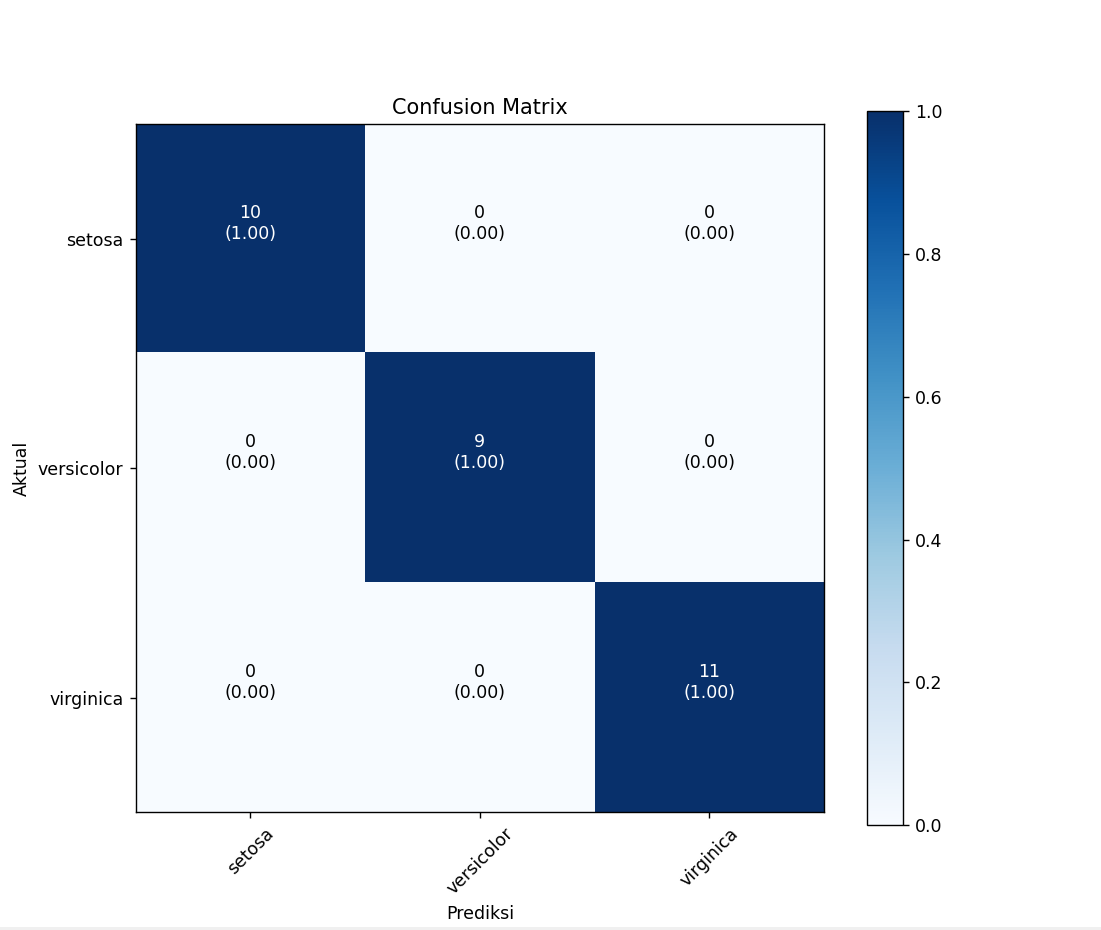 Confusion Matrix
1.0
0.8
0.6
0.4
0.2
0.0
Aktual
setosa
10
(1.00)
0
(0.00)
0
(0.00)
versicolor
0
(0.00)
9
(1.00)
0
(0.00)
virginica
0
(0.00)
0
(0.00)
11
(1.00)
setosa
versicolor
virginica
Prediksi